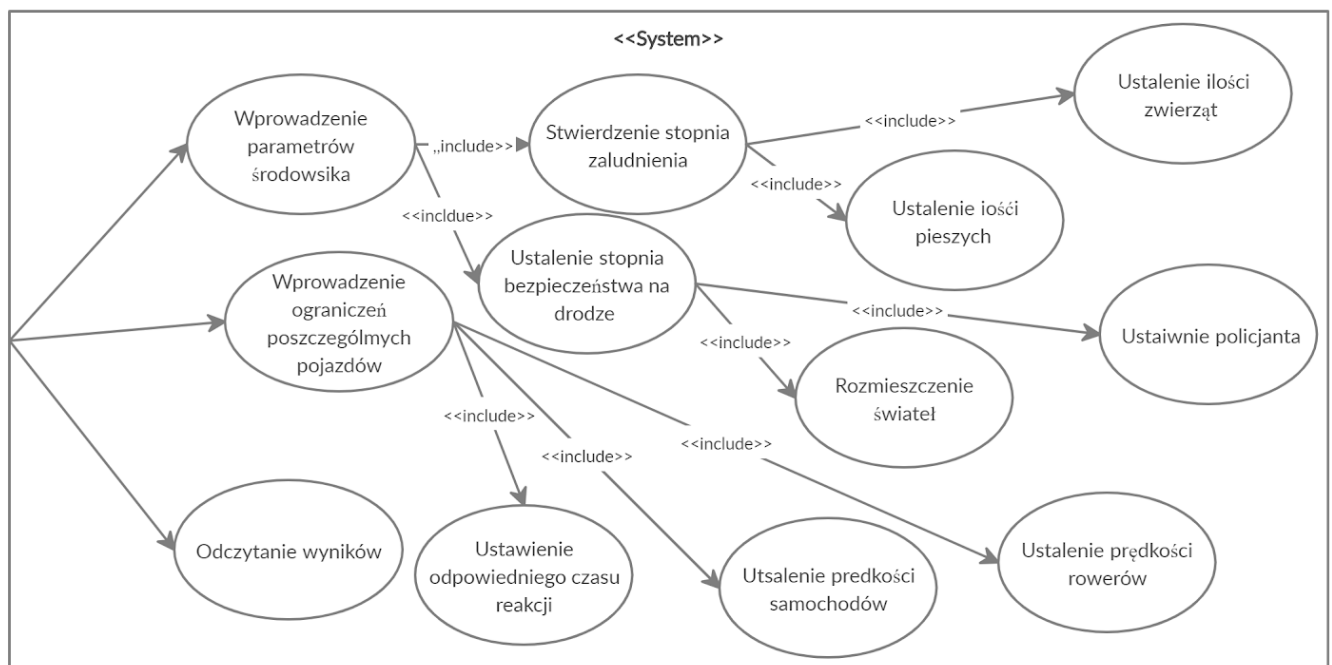 <<System>>
Wprowadzenie
parametrów
środowsika
,,include>>
Stwierdzenie stopnia
zaludnienia
<<include>>
Ustalenie ilości
zwierząt
<<include>>
Ustalenie iośći
pieszych
<<incldue>>
Ustalenie stopnia
bezpieczeństwa na
drodze
<<include>>
Ustaiwnie policjanta
<<include>>
Rozmieszczenie
świateł
Wprowadzenie
ograniczeń
poszczególmych
pojazdów
<<include>>
<<include>>
<<include>>
Odczytanie wyników
Ustawienie
odpowiedniego czasu
reakcji
Utsalenie predkości
samochodów
Ustalenie prędkości
rowerów